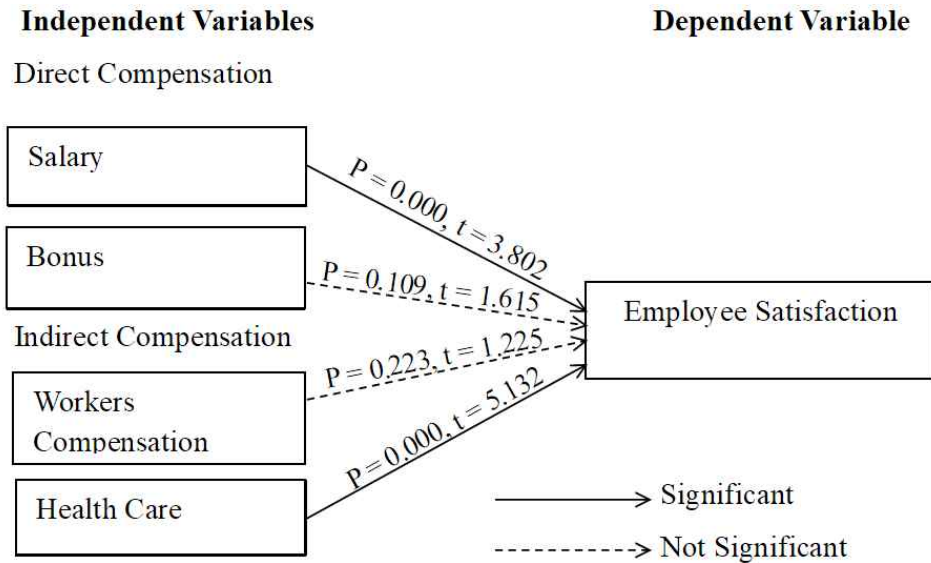 Independent Variables
Dependent Variable
Direct Compensation
Salary
P = 0.000, t = 3.802
Bonus
P = 0.109, t = 1.615
Employee Satisfaction
Indirect Compensation
P = 0.223, t = 1.225
Workers
Compensation
P = 0.000, t = 5.132
Health Care
Significant
Not Significant